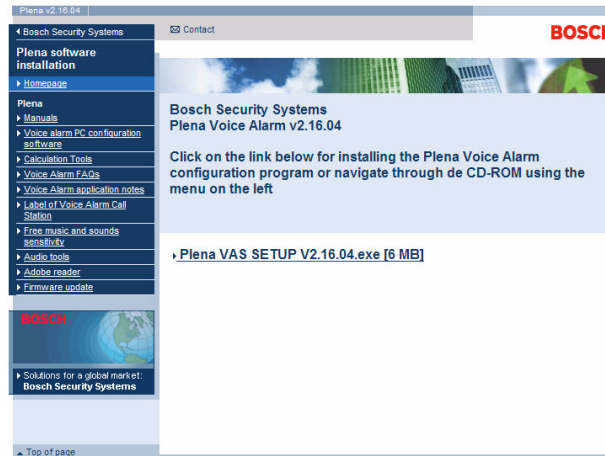 Plena v2.16.04
Bosch Security Systems
Plena software
installation
Homepage
Plena
Manuals
Voice alarm PC configuration
software
Calculation Tools
Voice Alarm FAQs
Voice Alarm application notes
Label of Voice Alarm Call
Station
Free music and sounds
sensitivity
Audio tools
Adobe reader
Firmware update
BOSCH
Solutions for a global market:
Bosch Security Systems
Top of page
Contact
BOSCH
Bosch Security Systems
Plena Voice Alarm v2.16.04
Click on the link below for installing the Plena Voice Alarm
configuration program or navigate through de CD-ROM using the
menu on the left
Plena VAS SETUP V2.16.04.exe [6 MB]